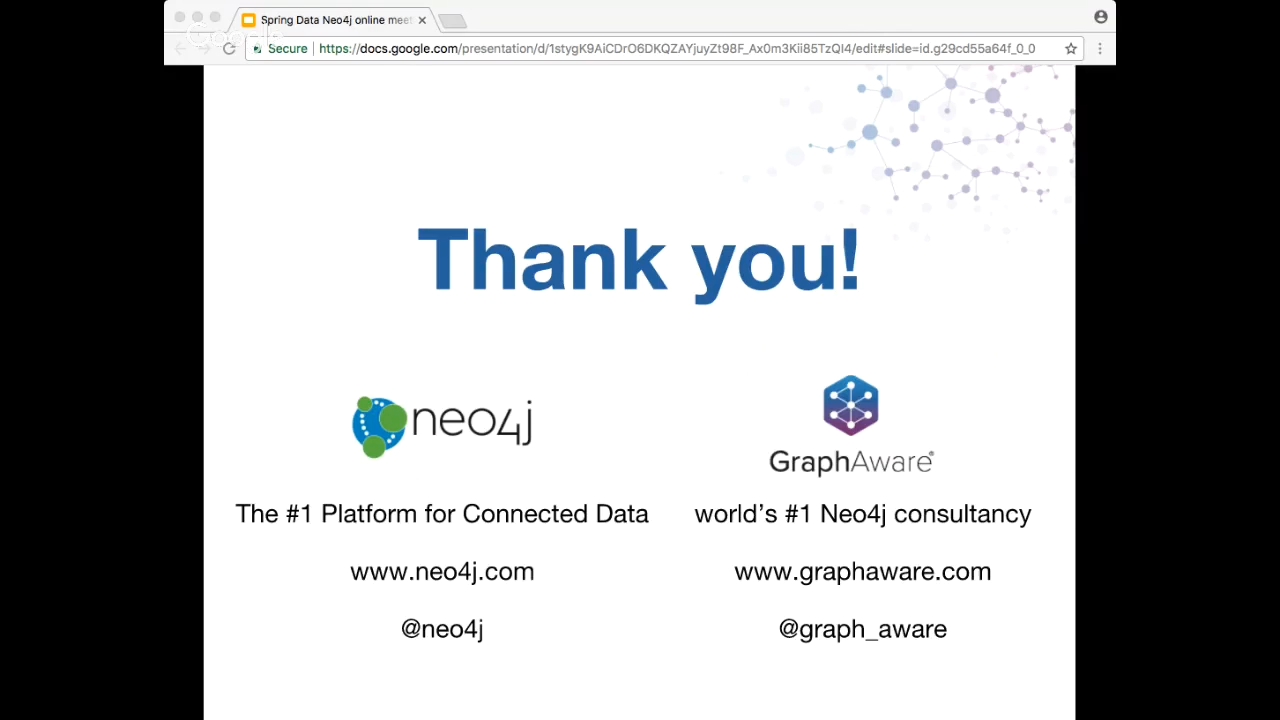 Spring Data Neo4j online meet
Secure
https://docs.google.com/presentation/d/1stygK9AiCDrO6DKQZAYjuyZt98F_Ax0m3Kii85TzQI4/edit#slide=id.g29cd55a64f_0_0
Thank you!
neo4j
GraphAware®
The #1 Platform for Connected Data
world’s #1 Neo4j consultancy
www.neo4j.com
www.graphaware.com
@neo4j
@graph_aware